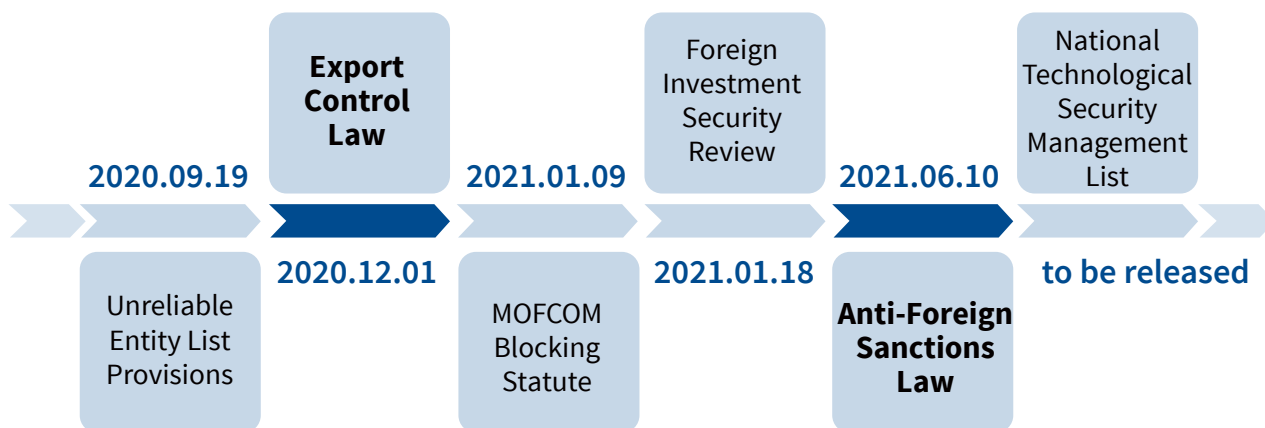 2020.09.19
Unreliable
Entity List
Provisions
Export
Control
Law
2020.12.01
2021.01.09
MOFCOM
Blocking
Statute
Foreign
Investment
Security
Review
2021.01.18
2021.06.10
Anti-Foreign
Sanctions
Law
National
Technological
Security
Management
List
to be released